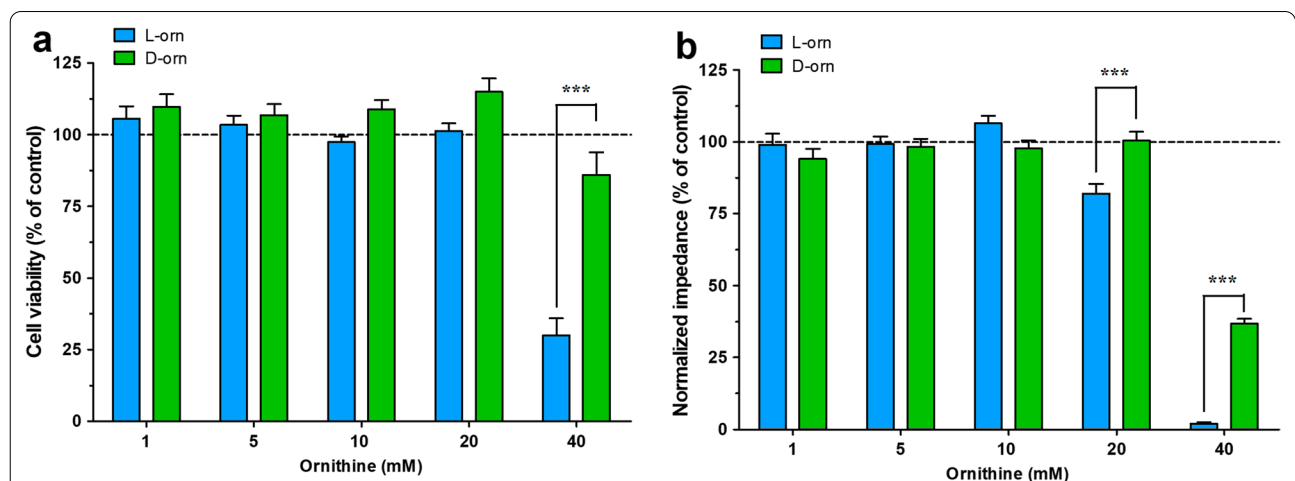 a
L-orn
D-orn
Cell viability (% of control)
125
100
75
50
25
0
***
1 5 10 20 40
Ornithine (mM)
b
L-orn
D-orn
Normalized impedance (% of control)
125
100
75
50
25
0
***
***
1 5 10 20 40
Ornithine (mM)